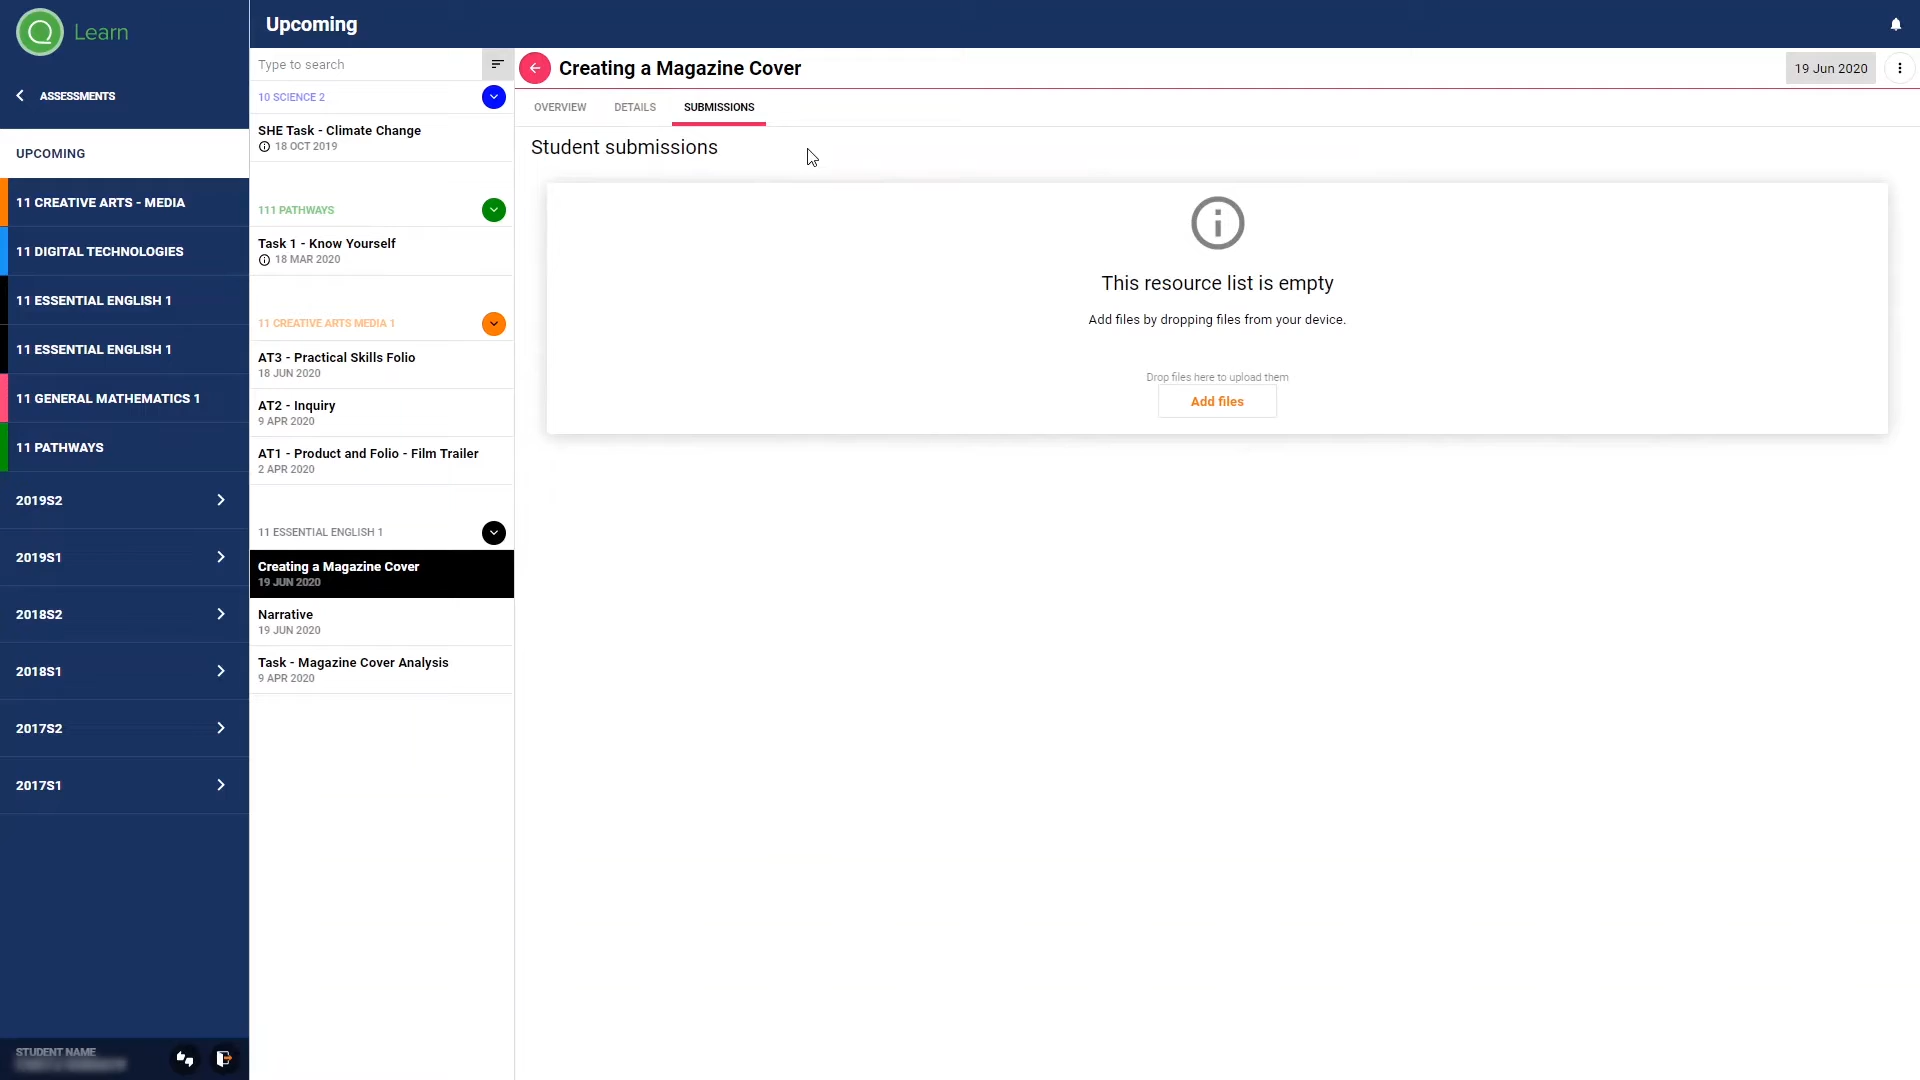 Learn
ASSESSMENTS
UPCOMING
11 CREATIVE ARTS - MEDIA
11 DIGITAL TECHNOLOGIES
11 ESSENTIAL ENGLISH 1
11 ESSENTIAL ENGLISH 1
11 GENERAL MATHEMATICS 1
11 PATHWAYS
2019S2
2019S1
2018S2
2018S1
2017S2
2017S1
STUDENT NAME
Upcoming
Type to search
10 SCIENCE 2
SHE Task - Climate Change
18 OCT 2019
111 PATHWAYS
Task 1 - Know Yourself
18 MAR 2020
11 CREATIVE ARTS MEDIA 1
AT3 - Practical Skills Folio
18 JUN 2020
AT2 - Inquiry
9 APR 2020
AT1 - Product and Folio - Film Trailer
2 APR 2020
11 ESSENTIAL ENGLISH 1
Creating a Magazine Cover
19 JUN 2020
Narrative
19 JUN 2020
Task - Magazine Cover Analysis
9 APR 2020
Creating a Magazine Cover
19 Jun 2020
OVERVIEW DETAILS SUBMISSIONS
Student submissions
This resource list is empty
Add files by dropping files from your device.
Drop files here to upload them
Add files